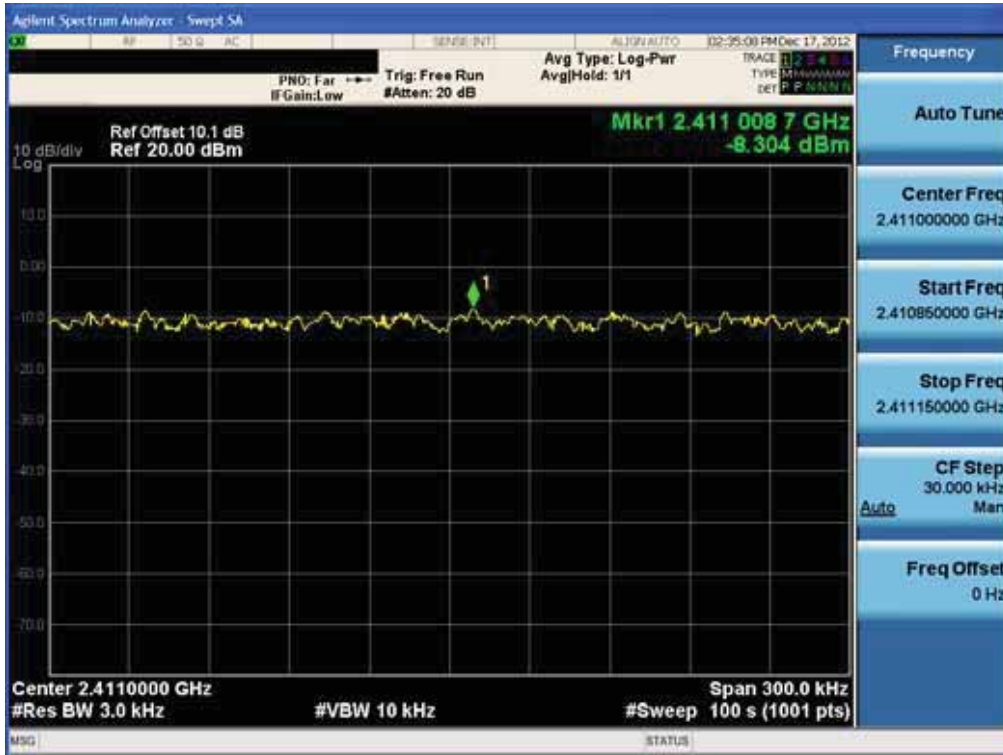 Agilent Spectrum Analyzer - Swept SA
RF 50 Ω AC SENSE:INT ALIGN AUTO 02:35:08 PM Dec 17, 2012
Avg Type: Log-Pwr
TRACE 1 2 3 4 5 6
PNO: Far Trig: Free Run Avg|Hold: 1/1
TYPE
IFGain:Low #Atten: 20 dB
DET P P N N N N
Mkr1 2.411 008 7 GHz
-8.304 dBm
Ref Offset 10.1 dB
10 dB/div Ref 20.00 dBm
Log
10.0
0.00
1
-10.0
-20.0
-30.0
-40.0
-50.0
-60.0
-70.0
Center 2.4110000 GHz Span 300.0 kHz
#Res BW 3.0 kHz #VBW 10 kHz #Sweep 100 s (1001 pts)
MSG STATUS
Frequency
Auto Tune
Center Freq
2.411000000 GHz
Start Freq
2.410850000 GHz
Stop Freq
2.411150000 GHz
CF Step
30.000 kHz
Auto Man
Freq Offset
0 Hz